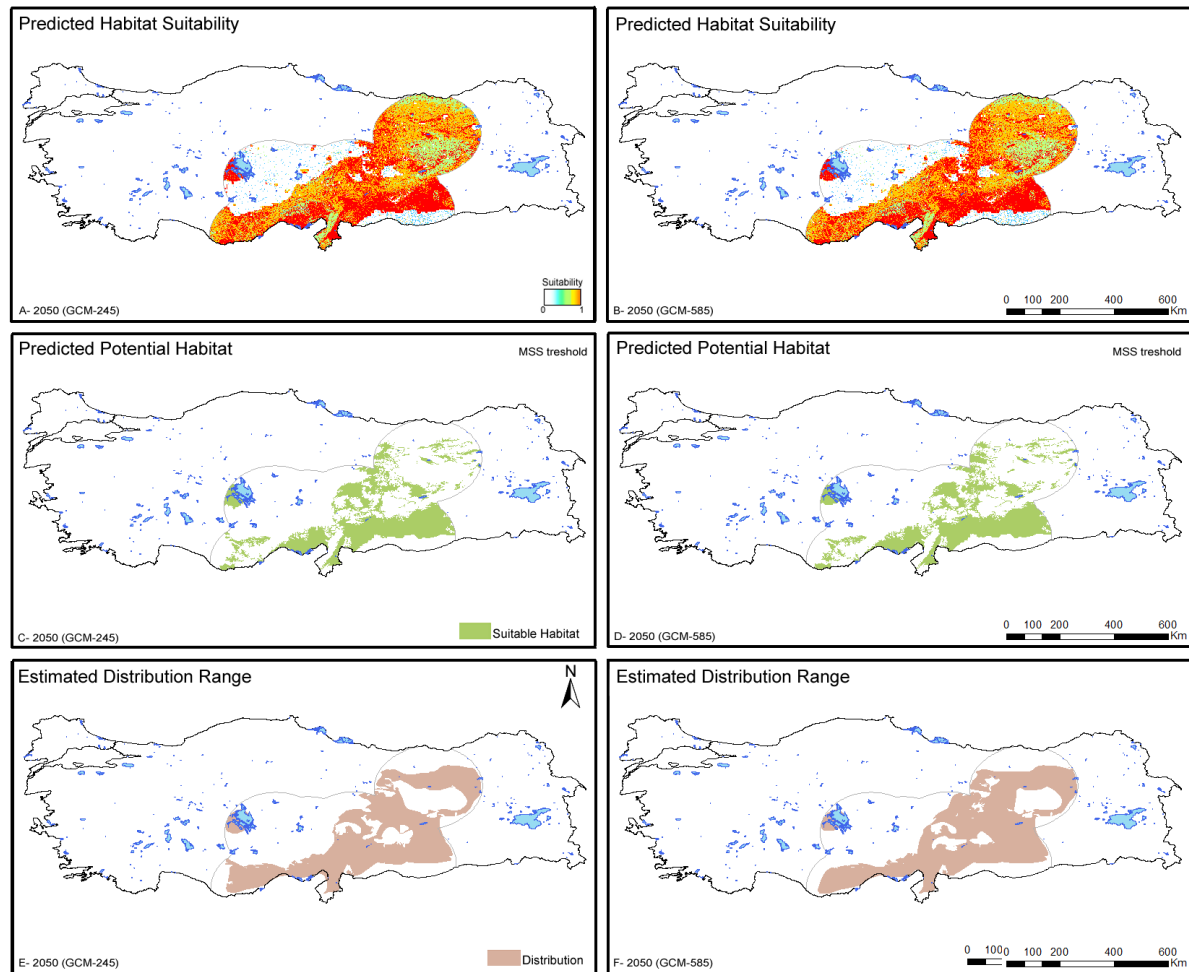 Predicted Habitat Suitability
Suitability
0 1
A- 2050 (GCM-245)
Predicted Habitat Suitability
B- 2050 (GCM-585)
0 100 200 400 600
Km
Predicted Potential Habitat
MSS treshold
C- 2050 (GCM-245)
Suitable Habitat
Predicted Potential Habitat
MSS treshold
D- 2050 (GCM-585)
0 100 200 400 600
Km
Estimated Distribution Range
N
E- 2050 (GCM-245)
Distribution
Estimated Distribution Range
F- 2050 (GCM-585)
0 100 0 100 200 400 600
Km